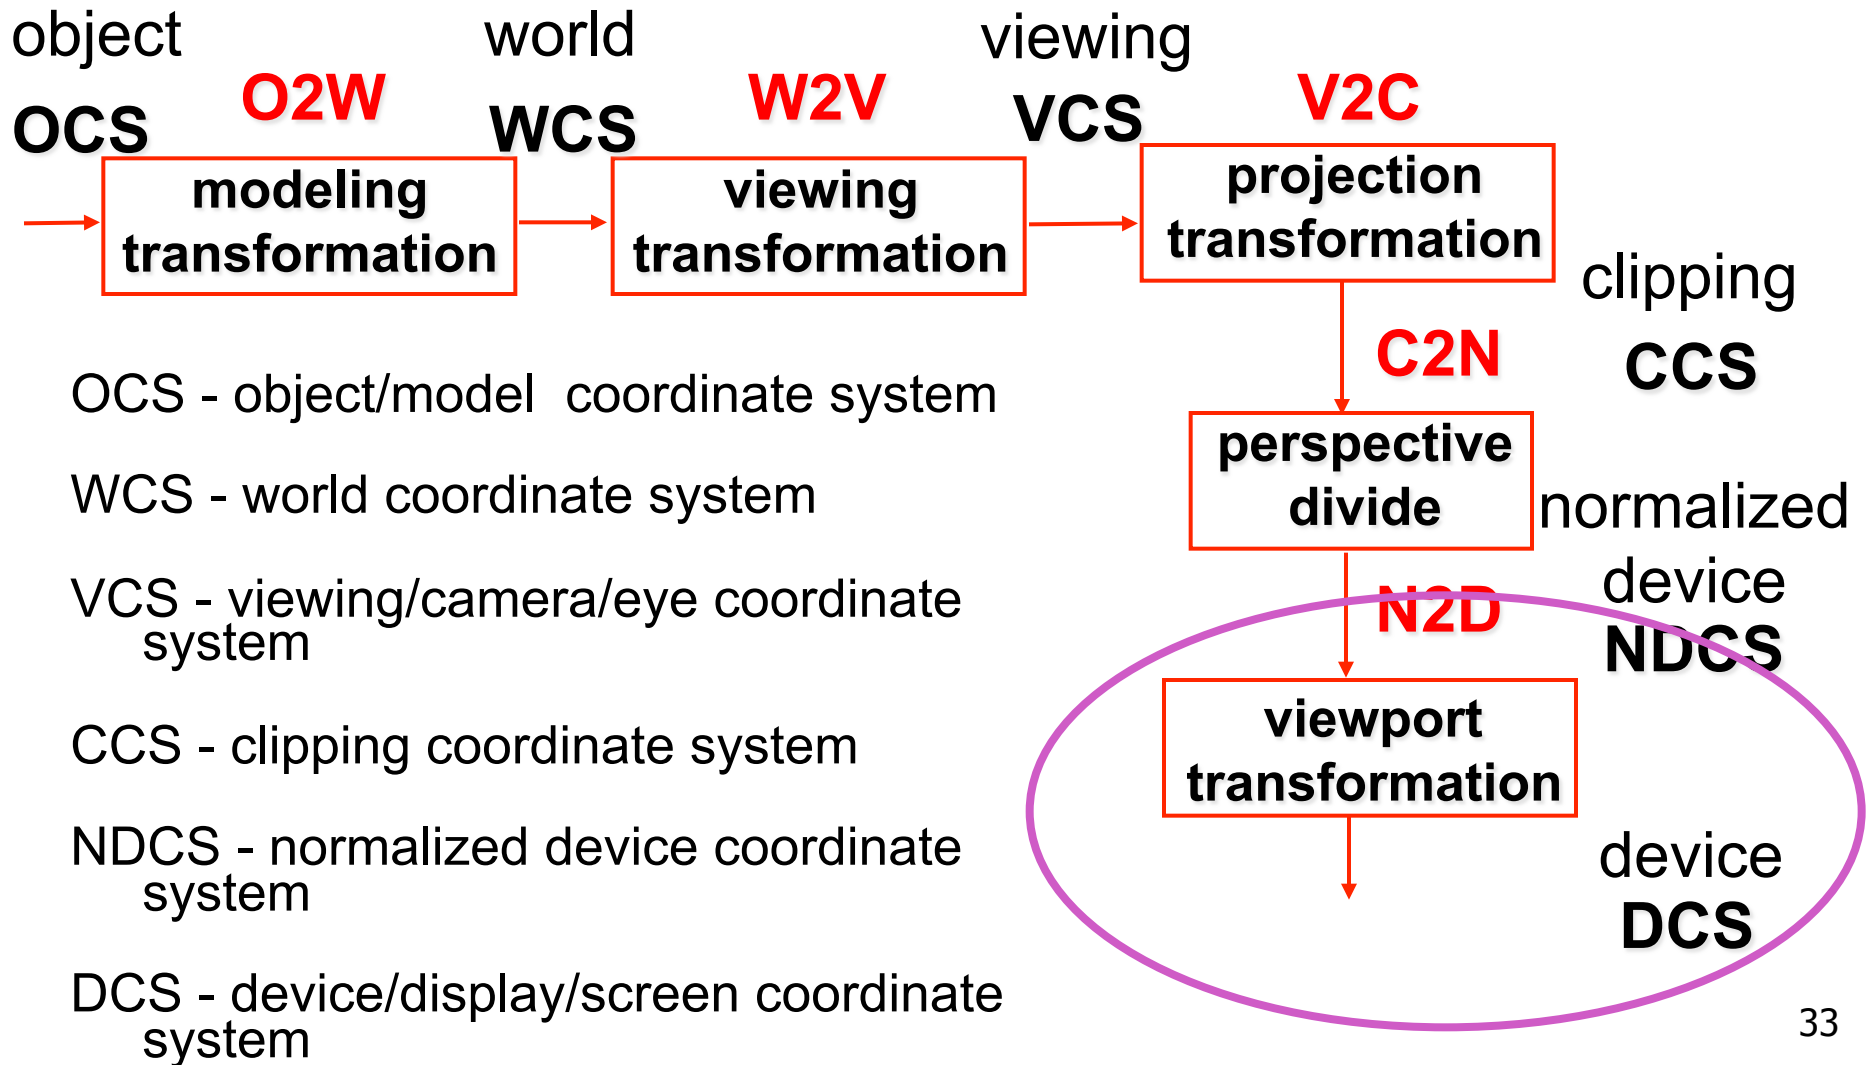 object
world
viewing
O2W
W2V
V2C
OCS
WCS
VCS
modeling
transformation
viewing
transformation
projection
transformation
clipping
CCS
C2N
perspective
divide
normalized
device
NDCS
N2D
viewport
transformation
device
DCS
OCS - object/model coordinate system
WCS - world coordinate system
VCS - viewing/camera/eye coordinate
system
CCS - clipping coordinate system
NDCS - normalized device coordinate
system
DCS - device/display/screen coordinate
system
33